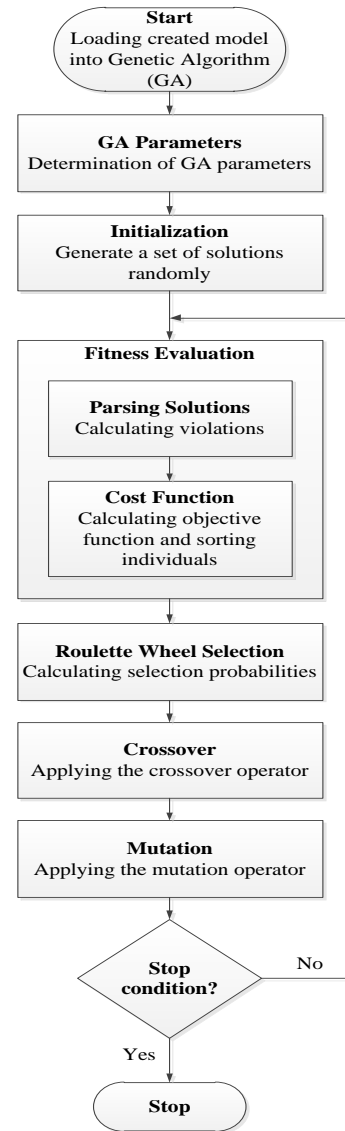 Start
Loading created model
into Genetic Algorithm
(GA)
GA Parameters
Determination of GA parameters
Initialization
Generate a set of solutions
randomly
Fitness Evaluation
Parsing Solutions
Calculating violations
Cost Function
Calculating objective
function and sorting
individuals
Roulette Wheel Selection
Calculating selection probabilities
Crossover
Applying the crossover operator
Mutation
Applying the mutation operator
Stop
condition?
No
Yes
Stop